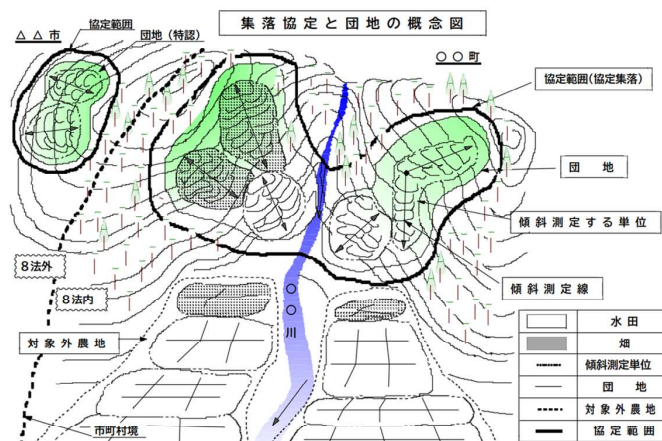 集落協定と団地の概念図
△△市
協定範囲
団地（特認）
〇〇町
協定範囲(協定集落)
団地
傾斜測定する単位
傾斜測定線
8法外
8法内
対象外農地
市町村境
〇〇川
水田
畑
傾斜測定単位
団地
対象外農地
協定範囲